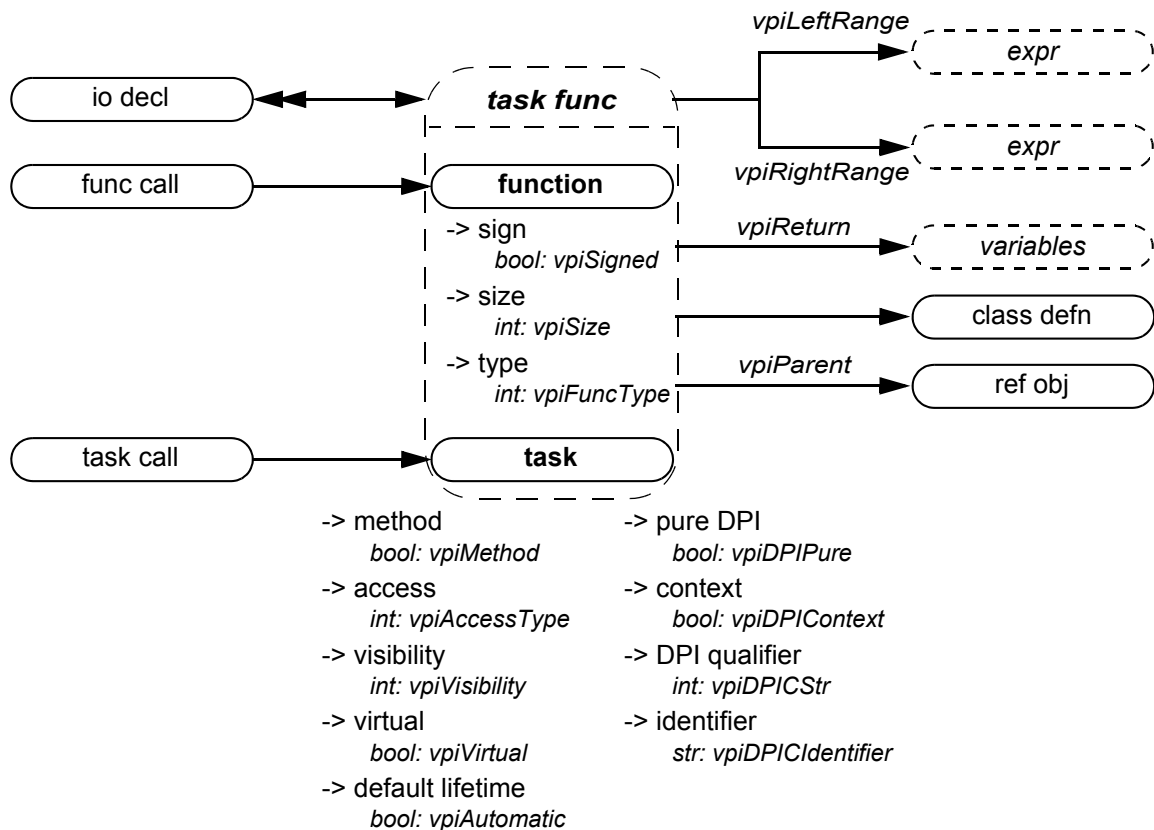 vpiLeftRange
expr
io decl
task func
expr
vpiRightRange
func call
function
-> sign
bool: vpiSigned
vpiReturn
variables
-> size
int: vpiSize
class defn
-> type
int: vpiFuncType
vpiParent
ref obj
task call
task
-> method
bool: vpiMethod
-> access
int: vpiAccessType
-> visibility
int: vpiVisibility
-> virtual
bool: vpiVirtual
-> default lifetime
bool: vpiAutomatic
-> pure DPI
bool: vpiDPIPure
-> context
bool: vpiDPIContext
-> DPI qualifier
int: vpiDPICStr
-> identifier
str: vpiDPICIdentifier